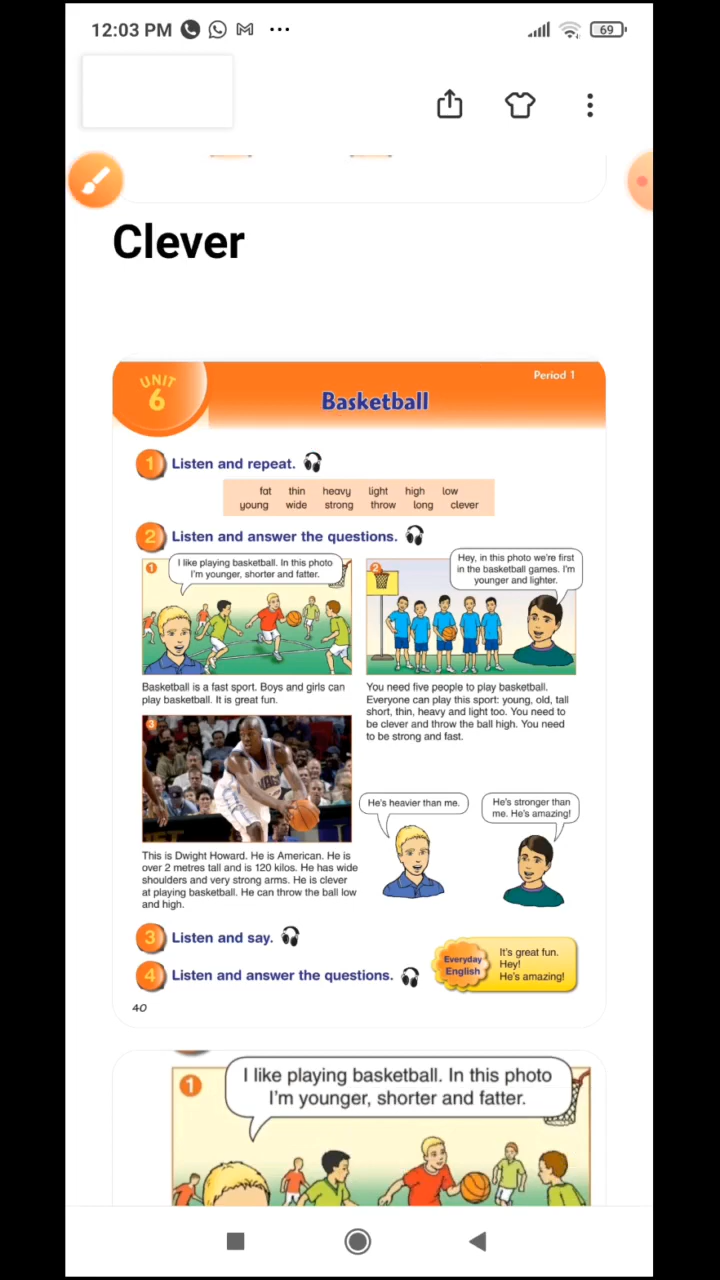 12:03 PM
69
Clever
UNIT
6
Period 1
Basketball
1 Listen and repeat.
fat thin heavy light high low
young wide strong throw long clever
2 Listen and answer the questions.
1
I like playing basketball. In this photo
I'm younger, shorter and fatter.
Basketball is a fast sport. Boys and girls can
play basketball. It is great fun.
2
Hey, in this photo we're first
in the basketball games. I'm
younger and lighter.
You need five people to play basketball.
Everyone can play this sport: young, old, tall
short, thin, heavy and light too. You need to
be clever and throw the ball high. You need
to be strong and fast.
3
This is Dwight Howard. He is American. He is
over 2 metres tall and is 120 kilos. He has wide
shoulders and very strong arms. He is clever
at playing basketball. He can throw the ball low
and high.
He's heavier than me.
He's stronger than
me. He's amazing!
3 Listen and say.
4 Listen and answer the questions.
Everyday
English
It's great fun.
Hey!
He's amazing!
40
1
I like playing basketball. In this photo
I'm younger, shorter and fatter.